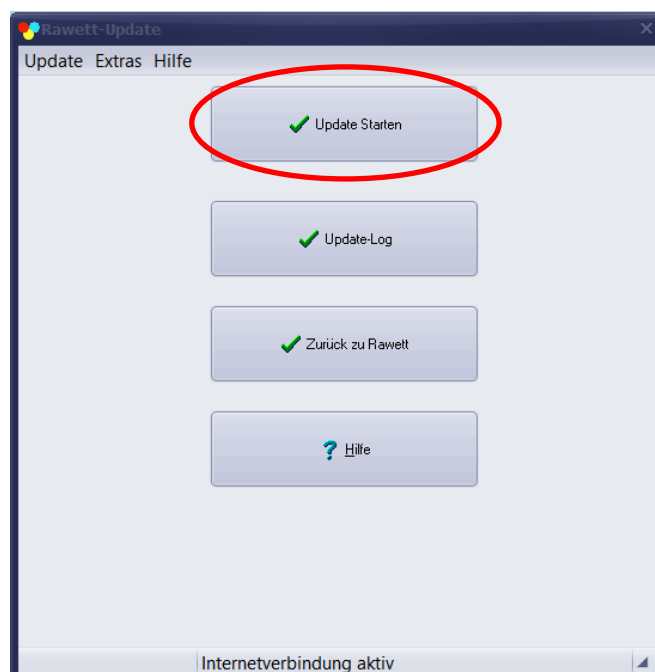 Rawett-Update
Update Extras Hilfe
Update Starten
Update-Log
Zurück zu Rawett
Hilfe
Internetverbindung aktiv